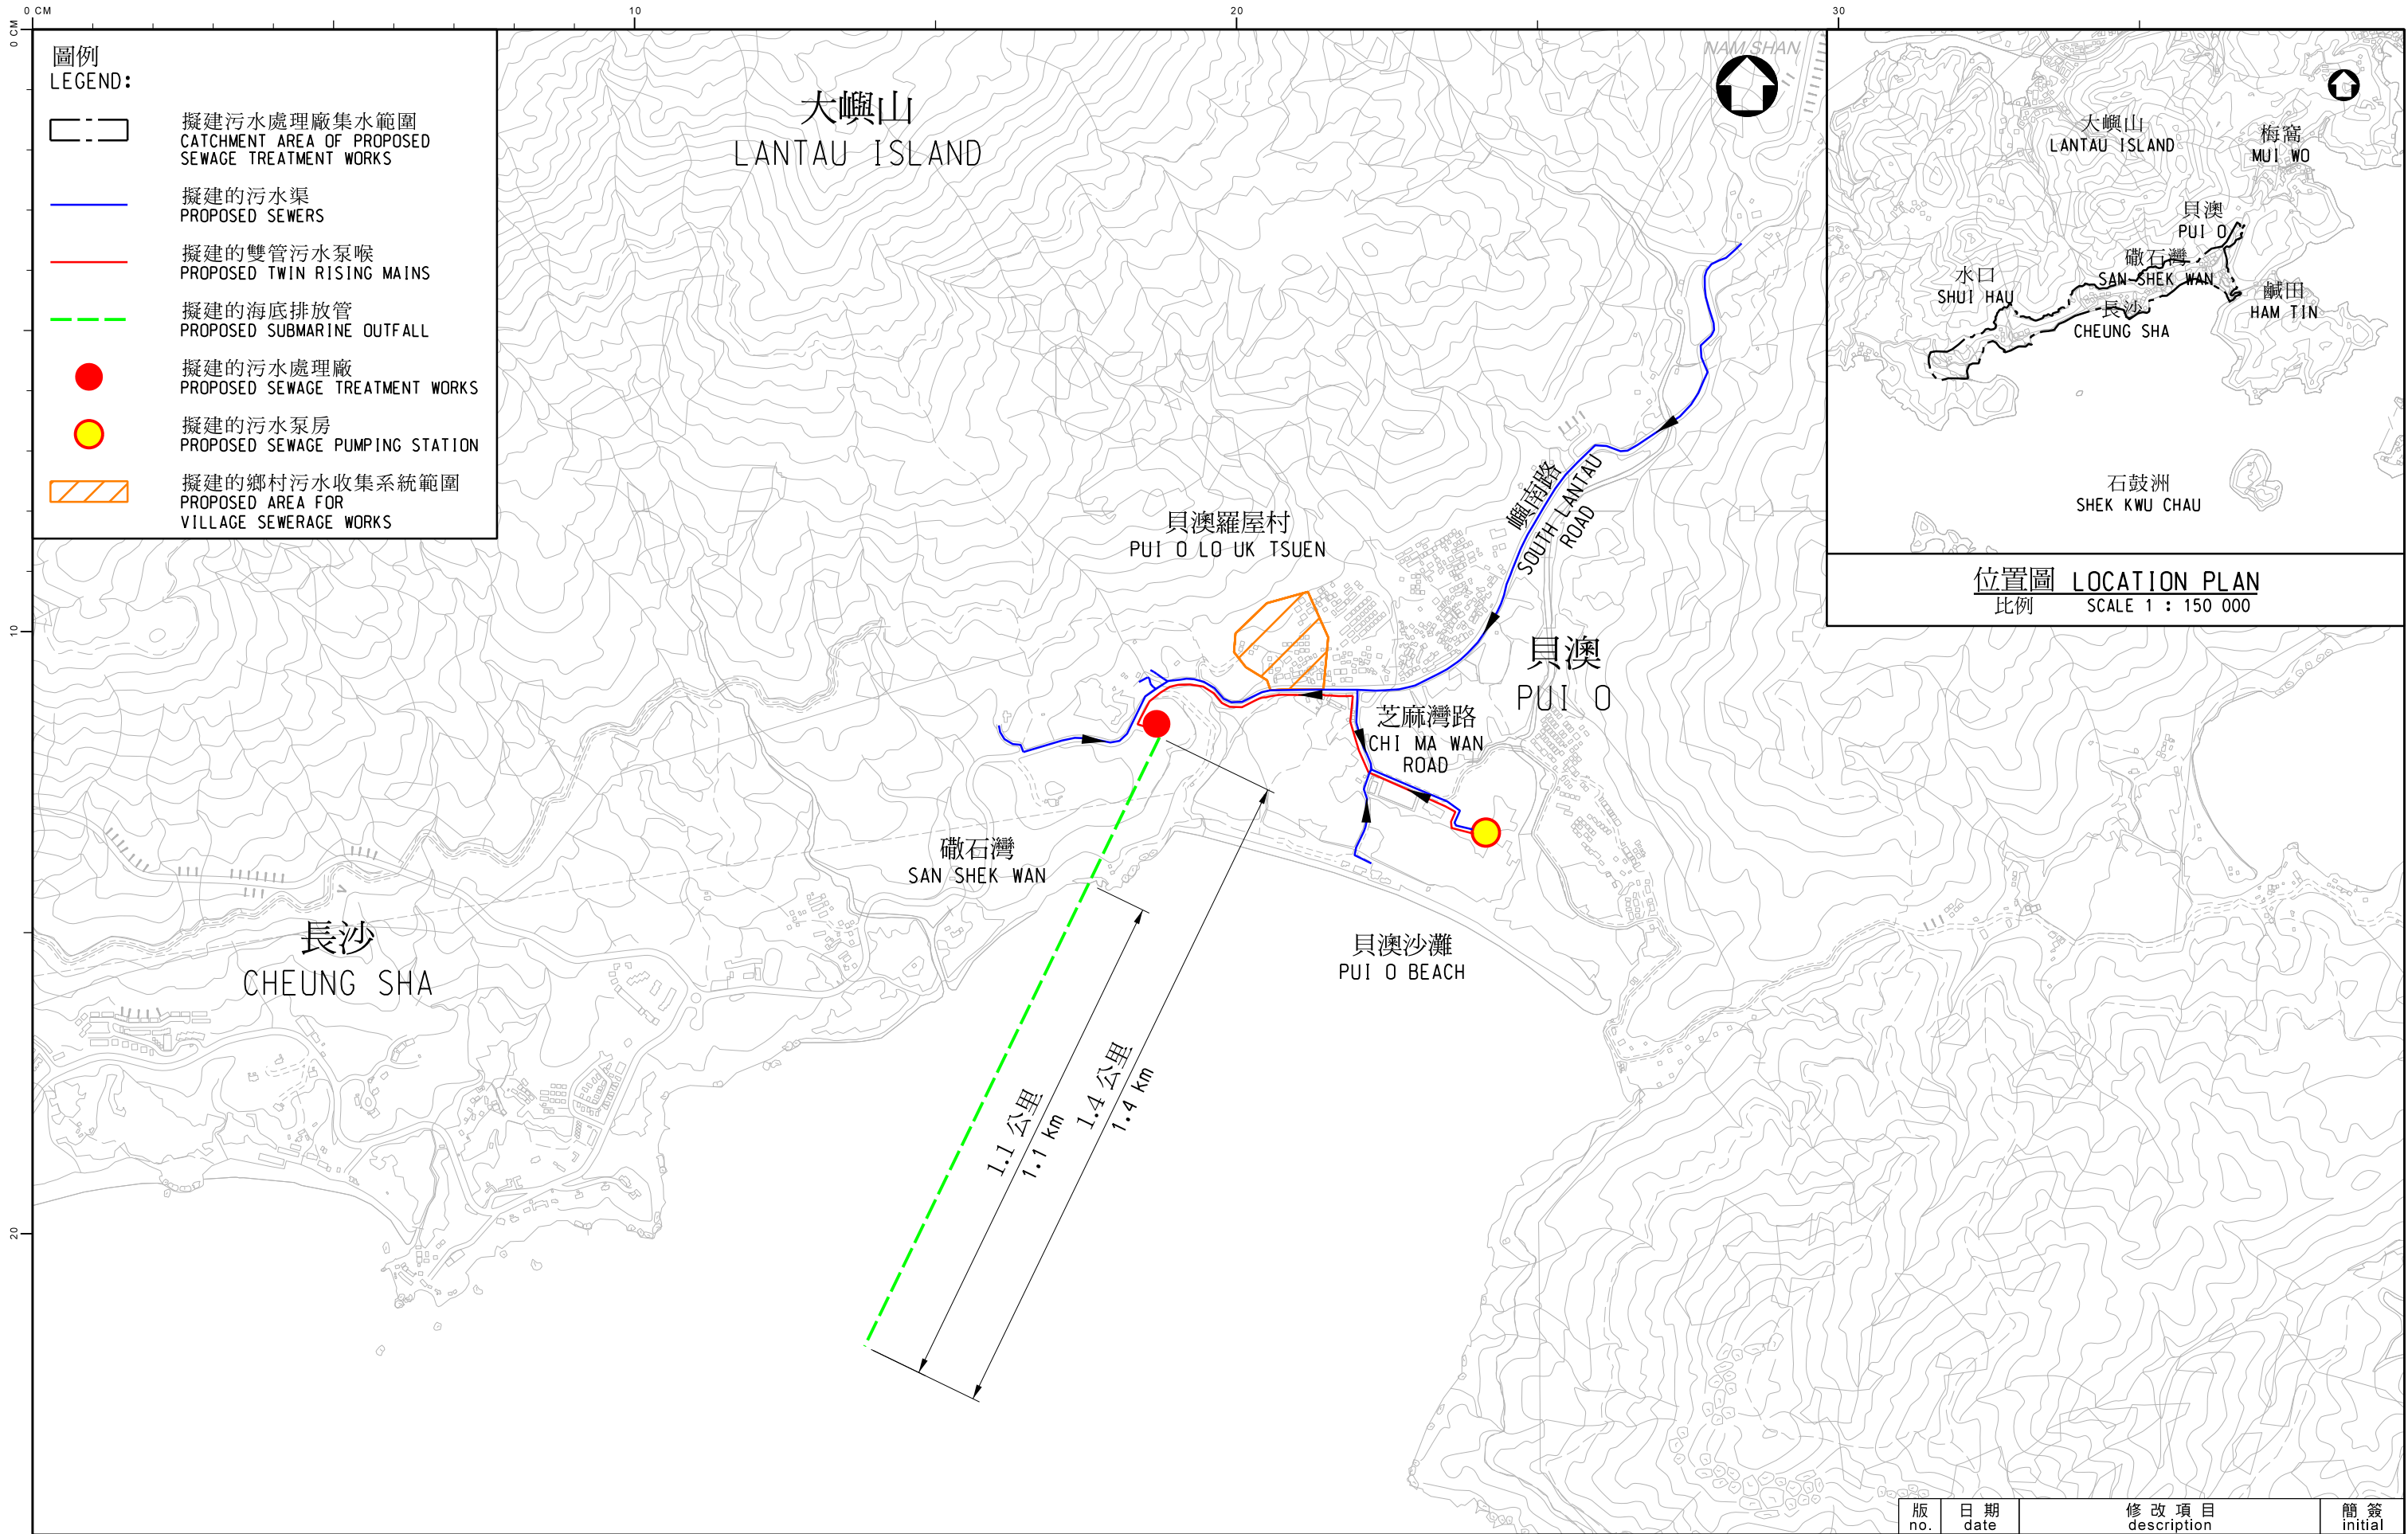 0 CM
10
20
30
0 CM
10
20
圖例
LEGEND:
擬建污水處理廠集水範圍
CATCHMENT AREA OF PROPOSED
SEWAGE TREATMENT WORKS
擬建的污水渠
PROPOSED SEWERS
擬建的雙管污水泵喉
PROPOSED TWIN RISING MAINS
擬建的海底排放管
PROPOSED SUBMARINE OUTFALL
擬建的污水處理廠
PROPOSED SEWAGE TREATMENT WORKS
擬建的污水泵房
PROPOSED SEWAGE PUMPING STATION
擬建的鄉村污水收集系統範圍
PROPOSED AREA FOR
VILLAGE SEWERAGE WORKS
大嶼山
LANTAU ISLAND
NAM SHAN
嶼南路
SOUTH LANTAU
ROAD
貝澳羅屋村
PUI O LO UK TSUEN
貝澳
PUI O
芝麻灣路
CHI MA WAN
ROAD
磡石灣
SAN SHEK WAN
長沙
CHEUNG SHA
貝澳沙灘
PUI O BEACH
1.1 公里
1.1 km
1.4 公里
1.4 km
大嶼山
LANTAU ISLAND
梅窩
MUI WO
貝澳
PUI O
磡石灣
SAN SHEK WAN
水口
SHUI HAU
鹹田
HAM TIN
長沙
CHEUNG SHA
石鼓洲
SHEK KWU CHAU
位置圖 LOCATION PLAN
比例 SCALE 1 : 150 000
版 日期 修改項目 簡簽
no. date description initial